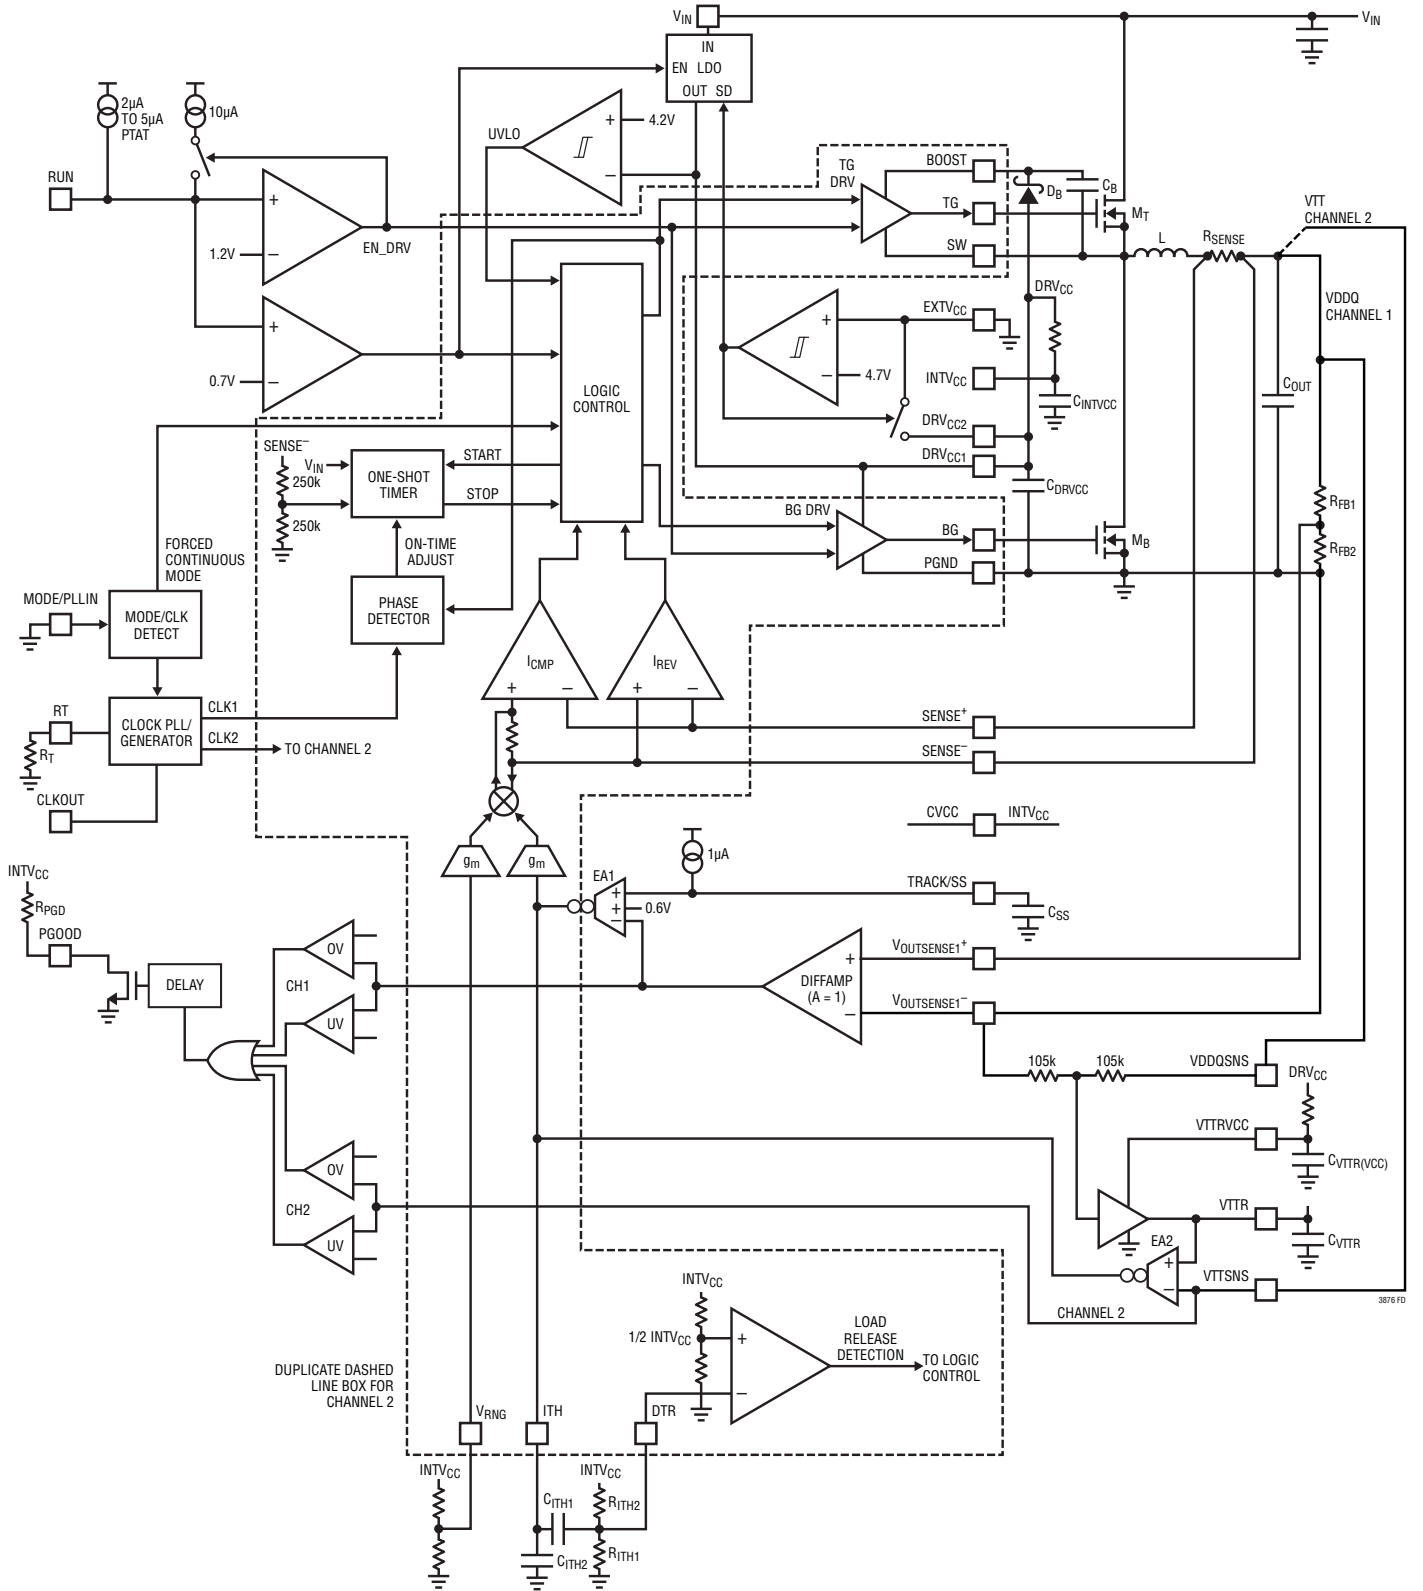 VIN
VIN
IN
EN LDO
OUT SD
2µA
TO 5µA
PTAT
10µA
UVLO
+
4.2V
–
RUN
+
1.2V
–
EN_DRV
+
0.7V
–
TG
DRV
BOOST
TG
SW
DB
CB
MT
L
RSENSE
VTT
CHANNEL 2
VDDQ
CHANNEL 1
DRVCC
EXTVCC
+
–
4.7V
INTVCC
CINTVCC
DRVCC2
DRVCC1
CDRVCC
COUT
LOGIC
CONTROL
SENSE–
VIN
250k
250k
ONE-SHOT
TIMER
START
STOP
BG DRV
BG
PGND
MB
RFB1
RFB2
FORCED
CONTINUOUS
MODE
ON-TIME
ADJUST
MODE/PLLIN
MODE/CLK
DETECT
PHASE
DETECTOR
ICMP
+
–
IREV
+
–
RT
RT
CLOCK PLL/
GENERATOR
CLK1
CLK2
TO CHANNEL 2
CLKOUT
SENSE+
SENSE–
CVCC
INTVCC
gm
gm
EA1
+
+
–
0.6V
1µA
TRACK/SS
CSS
INTVCC
RPGD
PGOOD
DELAY
OV
CH1
UV
DIFFAMP
(A = 1)
+
–
VOUTSENSE1+
VOUTSENSE1–
105k
105k
VDDQSNS
DRVCC
VTTRVCC
CVTTR(VCC)
OV
CH2
UV
VTTR
CVTTR
EA2
+
–
VTTSNS
CHANNEL 2
3876 FD
INTVCC
1/2 INTVCC
+
–
LOAD
RELEASE
DETECTION
TO LOGIC
CONTROL
DUPLICATE DASHED
LINE BOX FOR
CHANNEL 2
VRNG
ITH
DTR
INTVCC
CITH1
CITH2
INTVCC
RITH2
RITH1